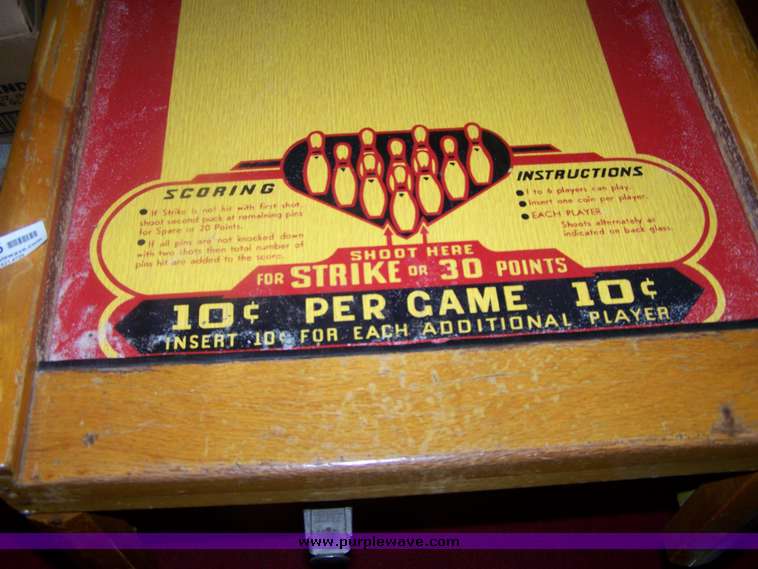 SCORING
If Strike is not hit with first shot,
shoot second puck at remaining pins
for Spare or 20 Points.
If all pins are not knocked down
with two shots then total number of
pins hit are added to the score.
INSTRUCTIONS
1 to 6 players can play.
Insert one coin per player.
EACH PLAYER
Shoots alternately as
indicated on back glass.
SHOOT HERE
FOR STRIKE OR 30 POINTS
10¢ PER GAME 10¢
INSERT 10¢ FOR EACH ADDITIONAL PLAYER
www.purplewave.com